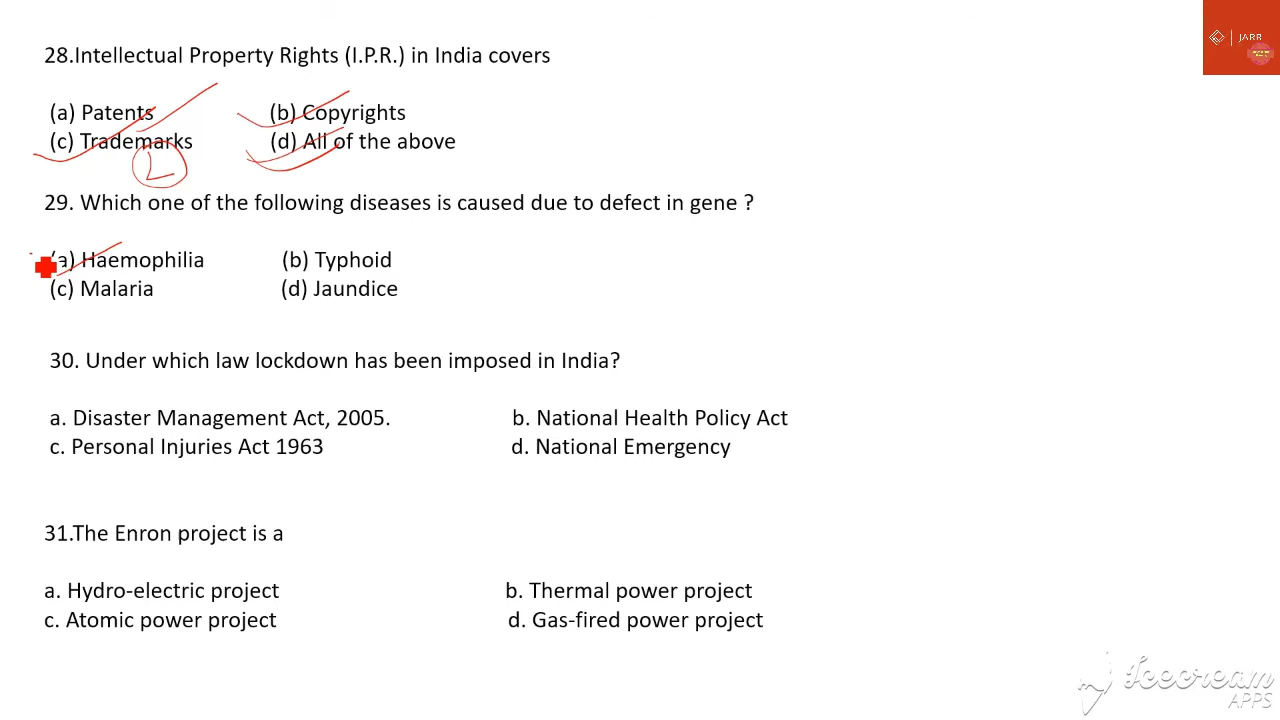 JARR
28.Intellectual Property Rights (I.P.R.) in India covers
(a) Patents (b) Copyrights
(c) Trademarks (d) All of the above
29. Which one of the following diseases is caused due to defect in gene ?
(a) Haemophilia (b) Typhoid
(c) Malaria (d) Jaundice
30. Under which law lockdown has been imposed in India?
a. Disaster Management Act, 2005. b. National Health Policy Act
c. Personal Injuries Act 1963 d. National Emergency
31.The Enron project is a
a. Hydro-electric project b. Thermal power project
c. Atomic power project d. Gas-fired power project
Icecream
APPS